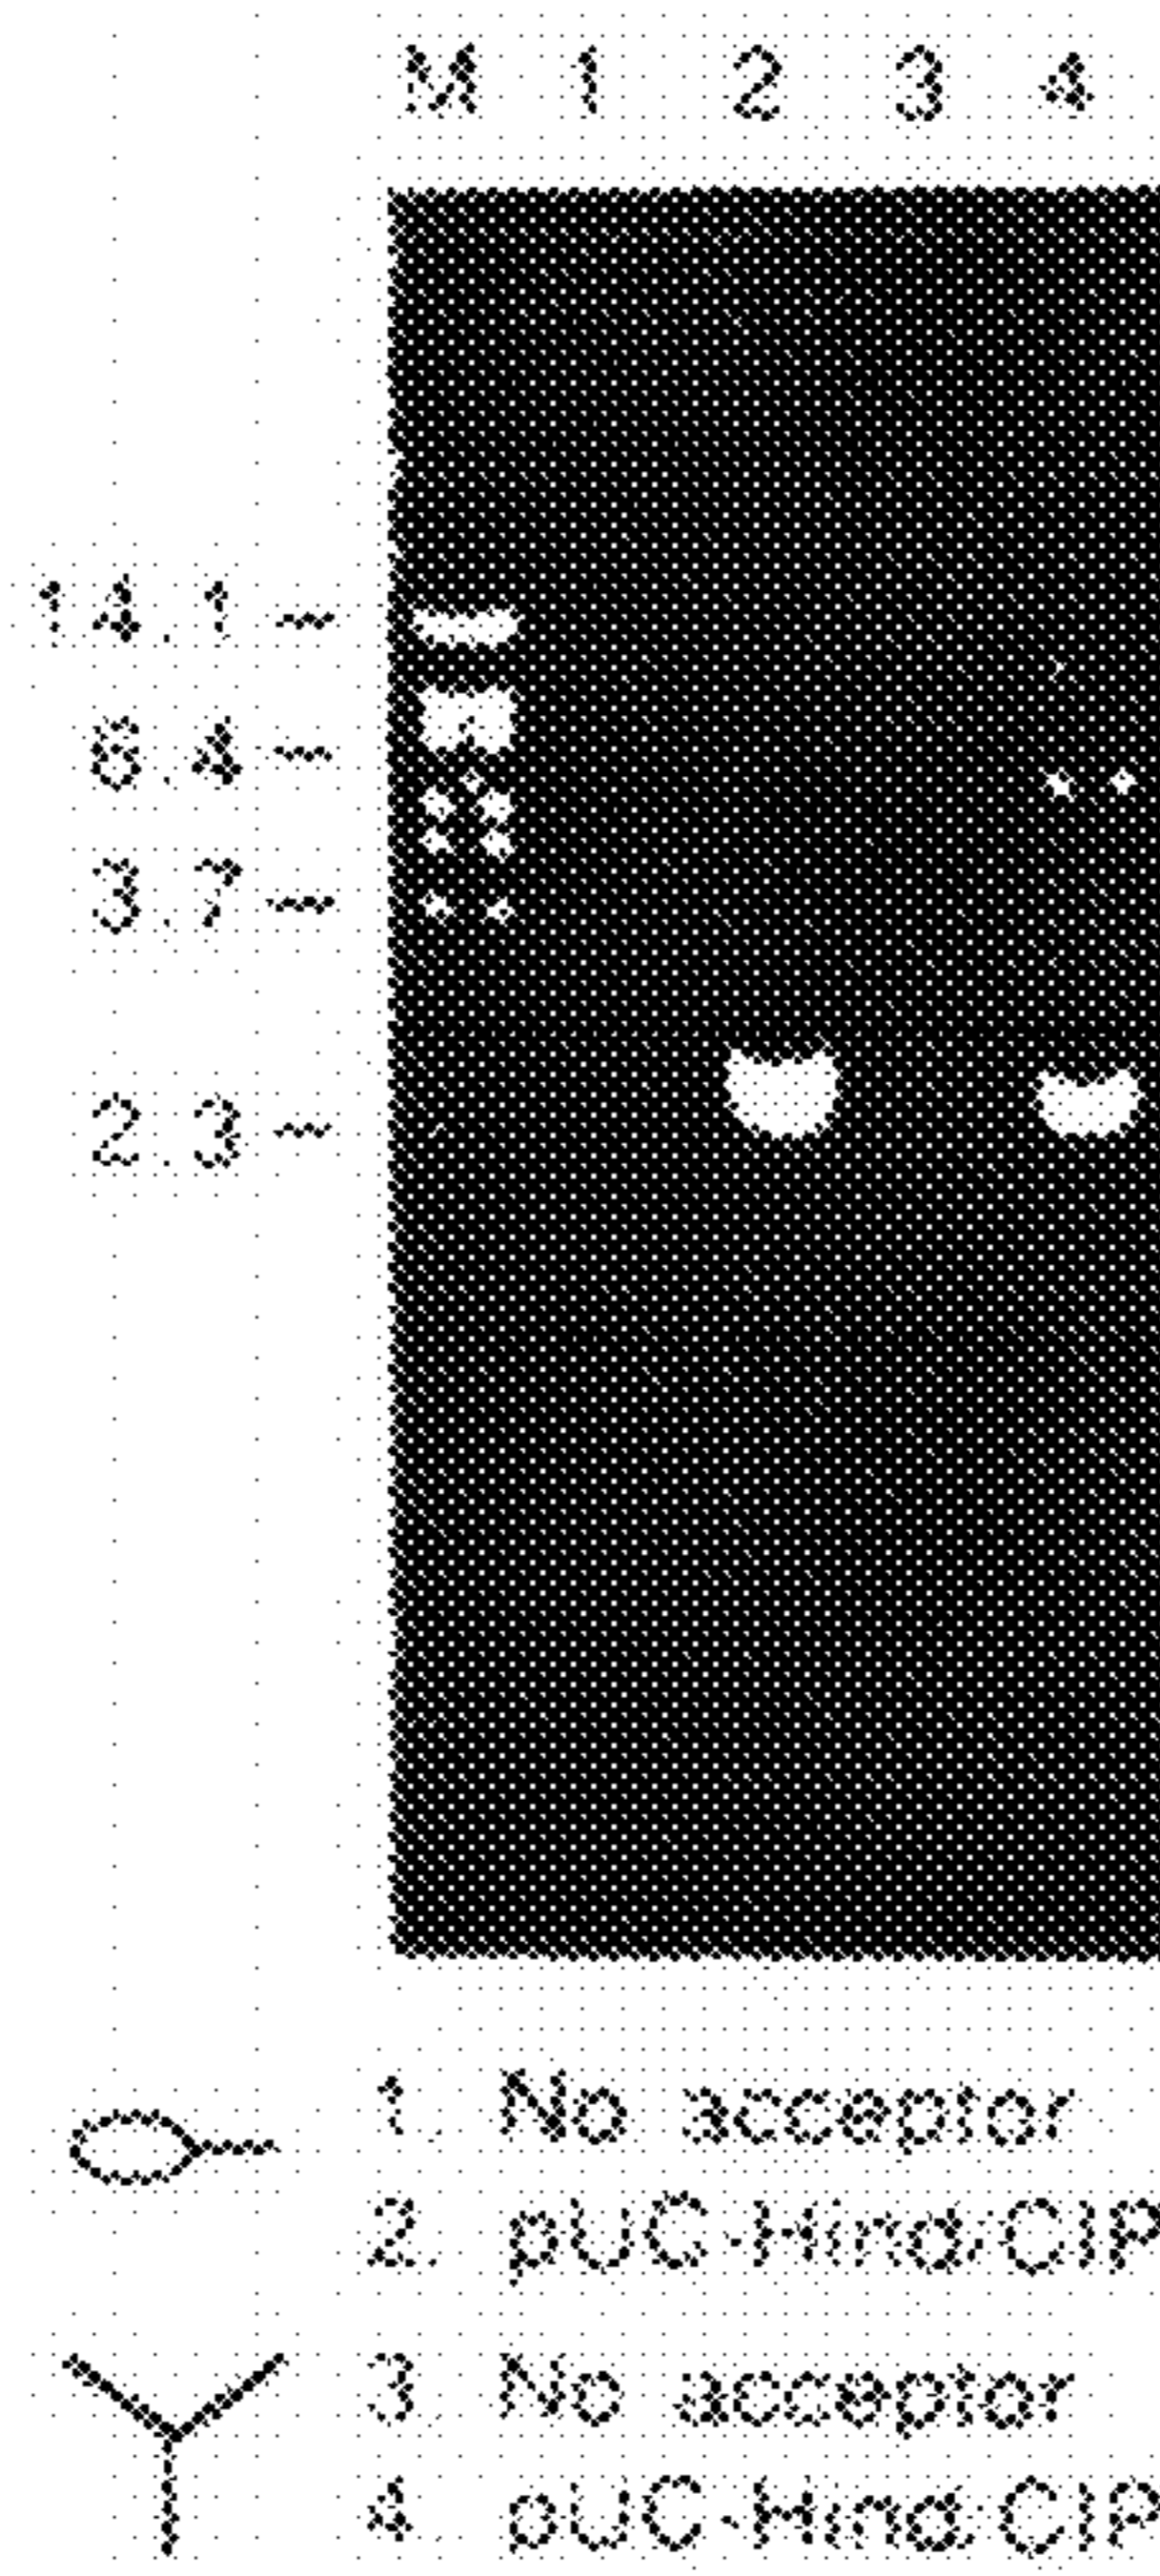 M 1 2 3 4
14.1
6.4
3.7
2.3
1. No acceptor
2. pUC-Hind/CIP
3. No acceptor
4. pUC-Hind/CIP